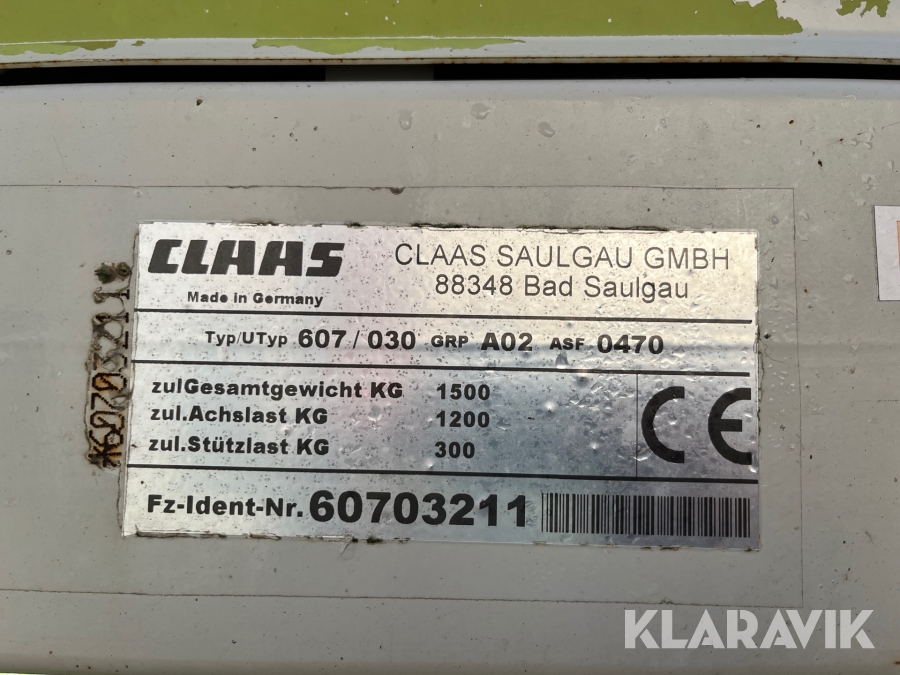 CLAAS
Made in Germany
CLAAS SAULGAU GMBH
88348 Bad Saulgau
Typ/UTyp 607/030 GRP A02 ASF 0470
zulGesamtgewicht KG 1500
zul.Achslast KG 1200
zul.Stützlast KG 300
CE
Fz-Ident-Nr. 60703211
*60703211*
KLARAVIK